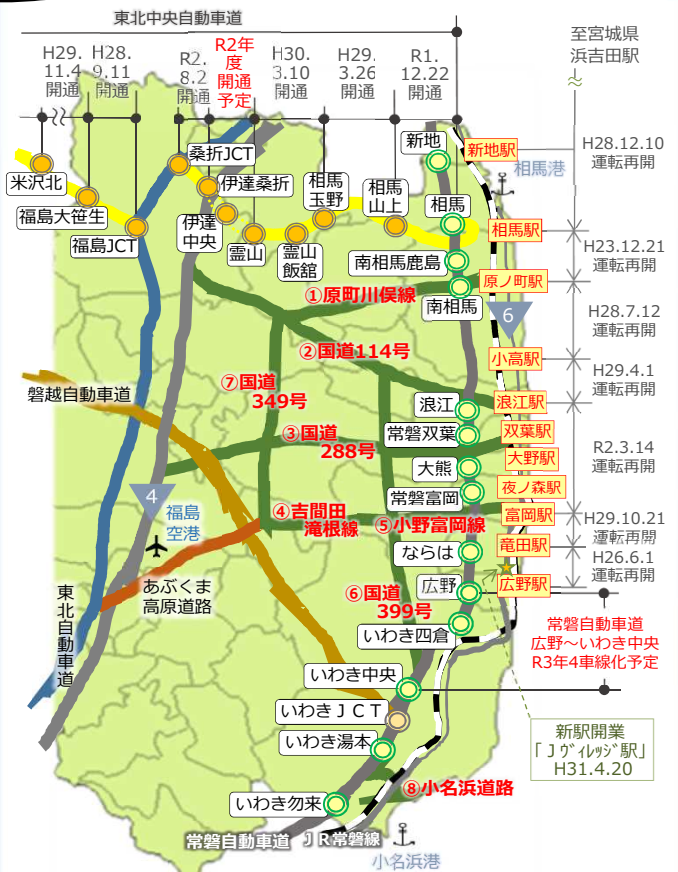 東北中央自動車道
H29.
11.4
開通
H28.
9.11
開通
R2.
8.2
開通
R2年
度
開通
予定
H30.
3.10
開通
H29.
3.26
開通
R1.
12.22
開通
至宮城県
浜吉田駅
H28.12.10
運転再開
H23.12.21
運転再開
H28.7.12
運転再開
H29.4.1
運転再開
R2.3.14
運転再開
H29.10.21
運転再開
H26.6.1
運転再開
米沢北
福島大笹生
福島JCT
桑折JCT
伊達桑折
伊達
中央
霊山
霊山
飯舘
相馬
玉野
相馬
山上
新地
相馬
南相馬鹿島
南相馬
浪江
常磐双葉
大熊
常磐富岡
ならは
広野
いわき四倉
いわき中央
いわきＪＣＴ
いわき湯本
いわき勿来
新地駅
相馬港
相馬駅
原ノ町駅
6
小高駅
浪江駅
双葉駅
大野駅
夜ノ森駅
富岡駅
竜田駅
広野駅
①原町川俣線
②国道114号
⑦国道
349号
③国道
288号
④吉間田
滝根線
⑤小野富岡線
⑥国道
399号
⑧小名浜道路
磐越自動車道
4
福島
空港
あぶくま
高原道路
東北自動車道
常磐自動車道
ＪＲ常磐線
小名浜港
常磐自動車道
広野～いわき中央
R3年4車線化予定
新駅開業
「Ｊヴィレッジ駅」
H31.4.20